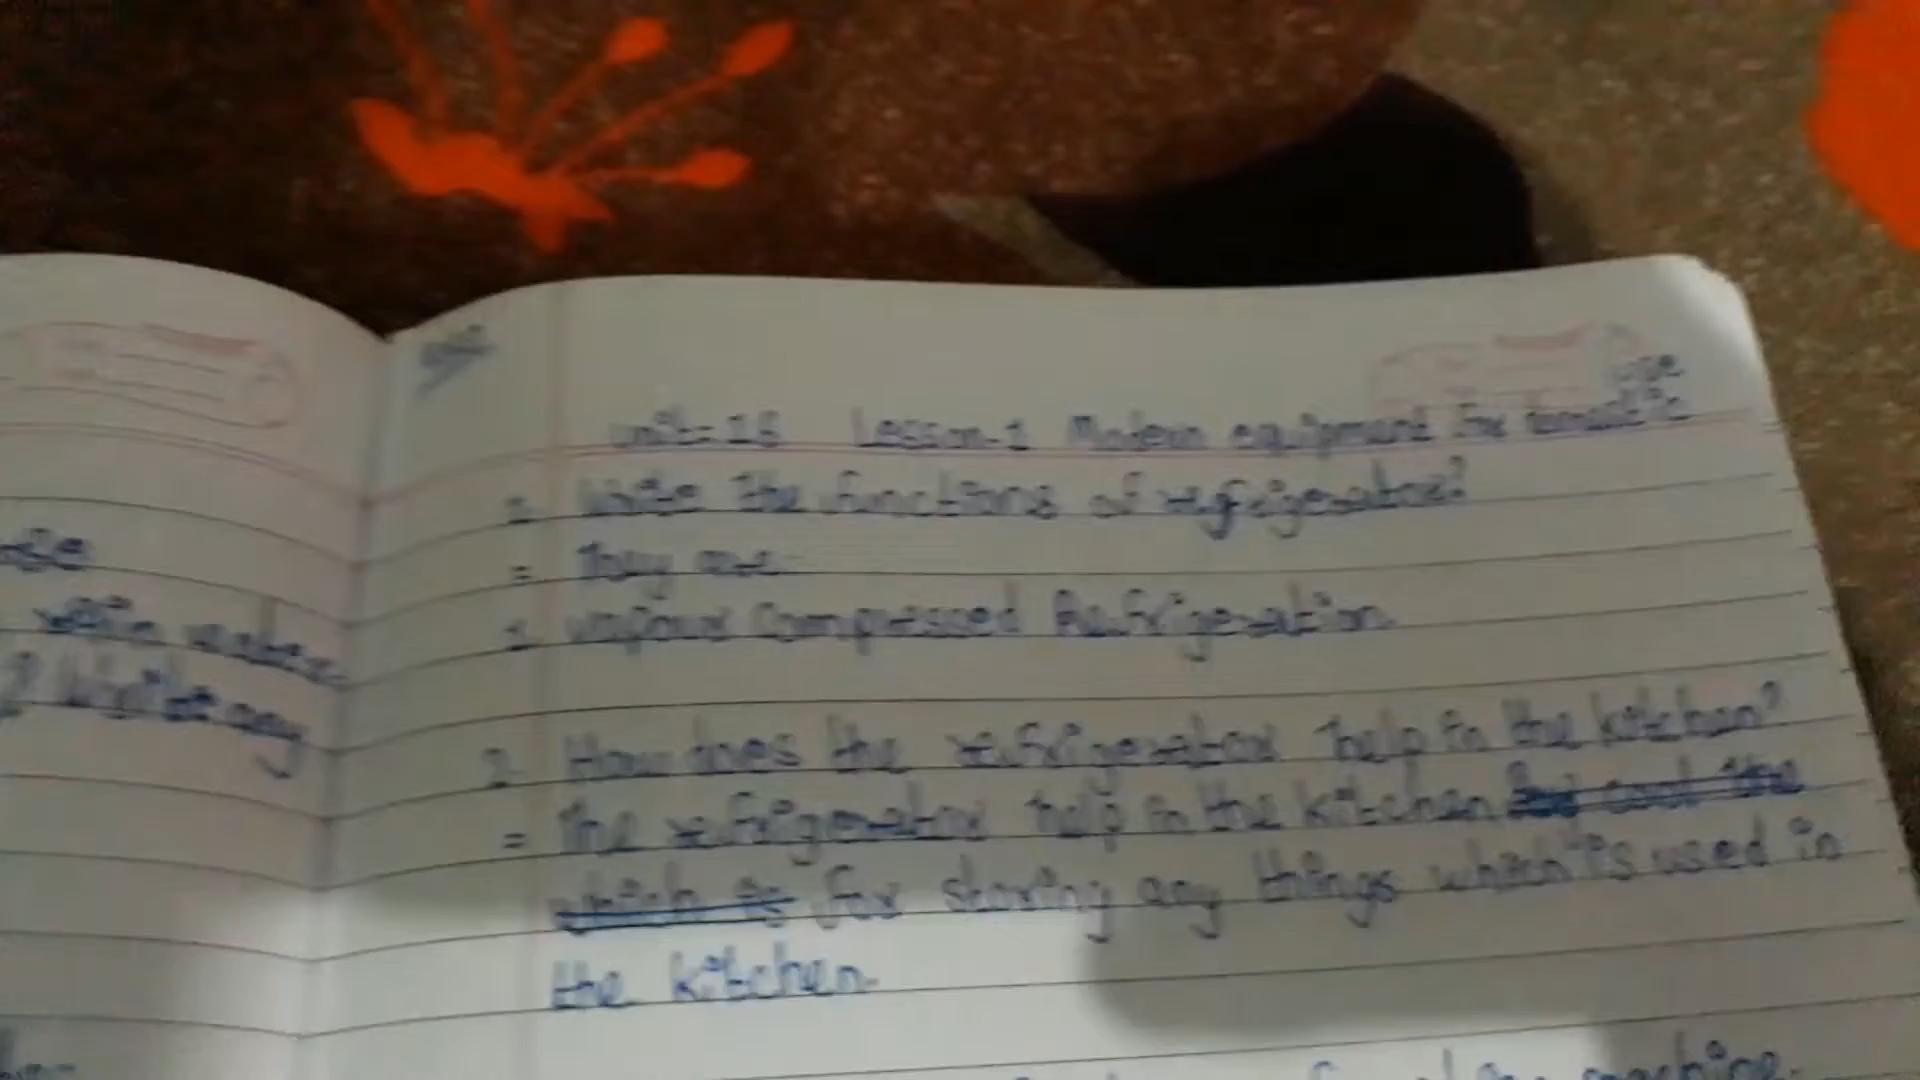 use
unit=16 Lesson-1 Modern equipment for domestic
1. Write the functions of refrigerator?
= They are
1. vapour Compressed Refrigeration.
2. How does the refrigerator help in the kitchen?
= The refrigerator help in the kitchen cool the
which is for storing any things which is used in
the kitchen.
machine.